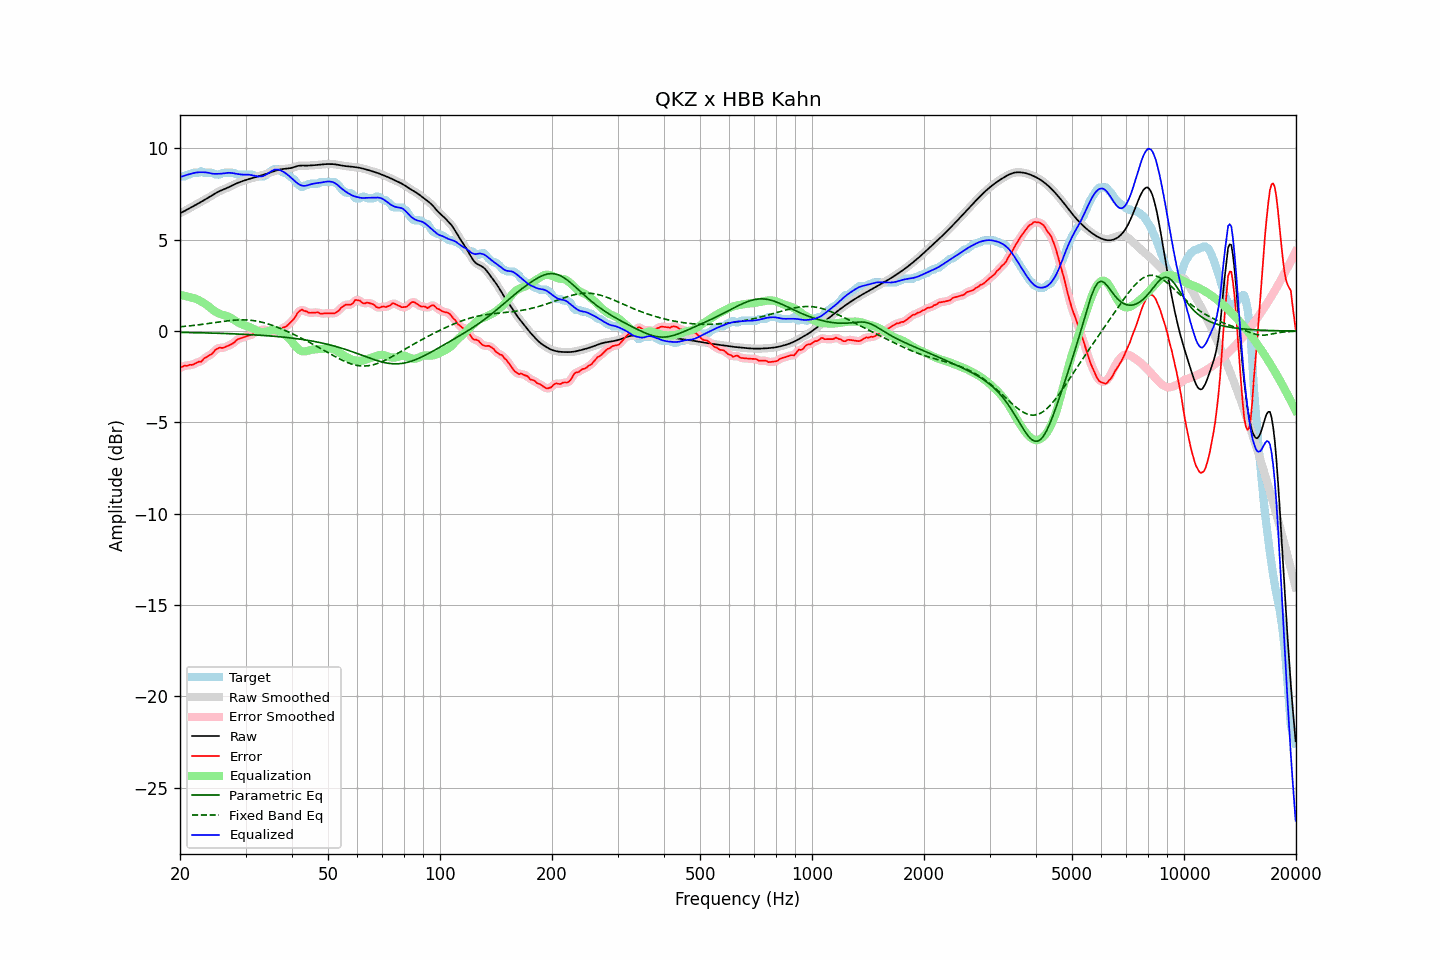 QKZ x HBB Kahn
Amplitude (dBr)
10
5
0
−5
−10
−15
−20
−25
Target
Raw Smoothed
Error Smoothed
Raw
Error
Equalization
Parametric Eq
Fixed Band Eq
Equalized
20 50 100 200 500 1000 2000 5000 10000 20000
Frequency (Hz)